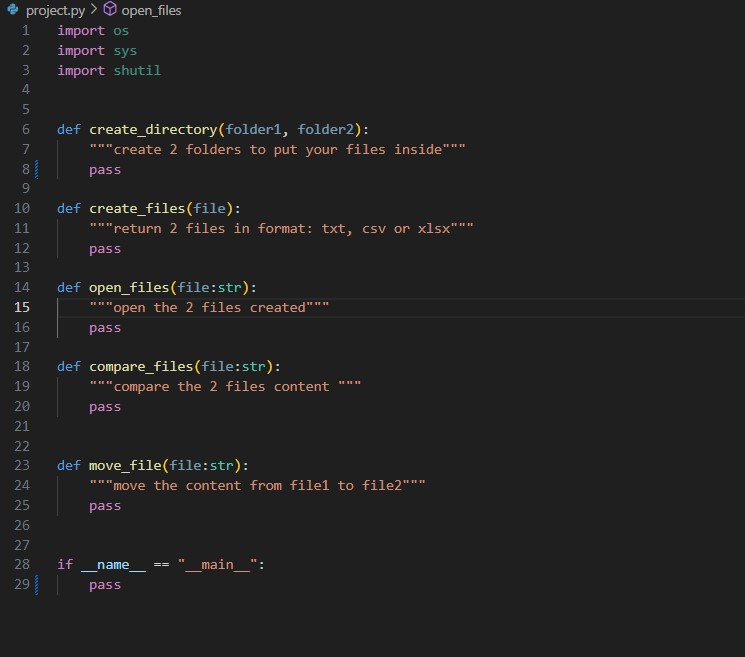 project.py > open_files
1 import os
2 import sys
3 import shutil
4
5
6 def create_directory(folder1, folder2):
7 """create 2 folders to put your files inside"""
8 pass
9
10 def create_files(file):
11 """return 2 files in format: txt, csv or xlsx"""
12 pass
13
14 def open_files(file:str):
15 """open the 2 files created"""
16 pass
17
18 def compare_files(file:str):
19 """compare the 2 files content """
20 pass
21
22
23 def move_file(file:str):
24 """move the content from file1 to file2"""
25 pass
26
27
28 if __name__ == "__main__":
29 pass